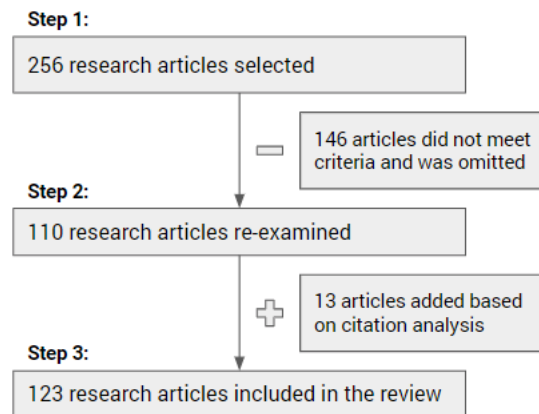 Step 1:
256 research articles selected
146 articles did not meet
criteria and was omitted
Step 2:
110 research articles re-examined
13 articles added based
on citation analysis
Step 3:
123 research articles included in the review